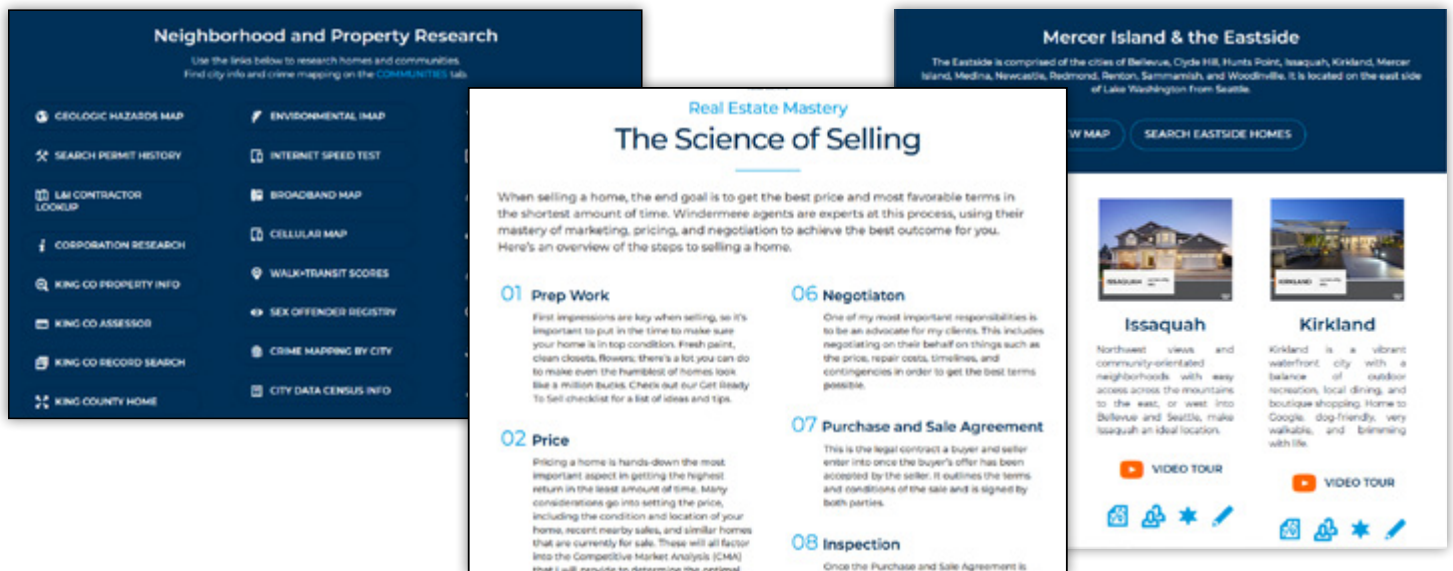 Neighborhood and Property Research
Use the links below to research homes and communities.
Find city info and crime mapping on the COMMUNITIES tab.
GEOLOGIC HAZARDS MAP
SEARCH PERMIT HISTORY
L&I CONTRACTOR
LOOKUP
CORPORATION RESEARCH
KING CO PROPERTY INFO
KING CO ASSESSOR
KING CO RECORD SEARCH
KING COUNTY HOME
ENVIRONMENTAL IMAP
INTERNET SPEED TEST
BROADBAND MAP
CELLULAR MAP
WALK+TRANSIT SCORES
SEX OFFENDER REGISTRY
CRIME MAPPING BY CITY
CITY DATA CENSUS INFO
Real Estate Mastery
The Science of Selling
When selling a home, the end goal is to get the best price and most favorable terms in
the shortest amount of time. Windermere agents are experts at this process, using their
mastery of marketing, pricing, and negotiation to achieve the best outcome for you.
Here's an overview of the steps to selling a home.
01 Prep Work
First impressions are key when selling, so it's
important to put in the time to make sure
your home is in top condition. Fresh paint,
clean closets, flowers; there's a lot you can do
to make even the humblest of homes look
like a million bucks. Check out our Get Ready
To Sell checklist for a list of ideas and tips.
02 Price
Pricing a home is hands-down the most
important aspect in getting the highest
return in the least amount of time. Many
considerations go into setting the price,
including the condition and location of your
home, recent nearby sales, and similar homes
that are currently for sale. These will all factor
into the Competitive Market Analysis (CMA)
that I will provide to determine the optimal
06 Negotiaton
One of my most important responsibilities is
to be an advocate for my clients. This includes
negotiating on their behalf on things such as
the price, repair costs, timelines, and
contingencies in order to get the best terms
possible.
07 Purchase and Sale Agreement
This is the legal contract a buyer and seller
enter into once the buyer's offer has been
accepted by the seller. It outlines the terms
and conditions of the sale and is signed by
both parties.
08 Inspection
Once the Purchase and Sale Agreement is
Mercer Island & the Eastside
The Eastside is comprised of the cities of Bellevue, Clyde Hill, Hunts Point, Issaquah, Kirkland, Mercer
Island, Medina, Newcastle, Redmond, Renton, Sammamish, and Woodinville. It is located on the east side
of Lake Washington from Seattle.
W MAP
SEARCH EASTSIDE HOMES
ISSAQUAH
KIRKLAND
Issaquah
Northwest views and
community-orientated
neighborhoods with easy
access across the mountains
to the east, or west into
Bellevue and Seattle, make
Issaquah an ideal location.
VIDEO TOUR
Kirkland
Kirkland is a vibrant
waterfront city with a
balance of outdoor
recreation, local dining, and
boutique shopping. Home to
Google, dog-friendly, very
walkable, and brimming
with life.
VIDEO TOUR